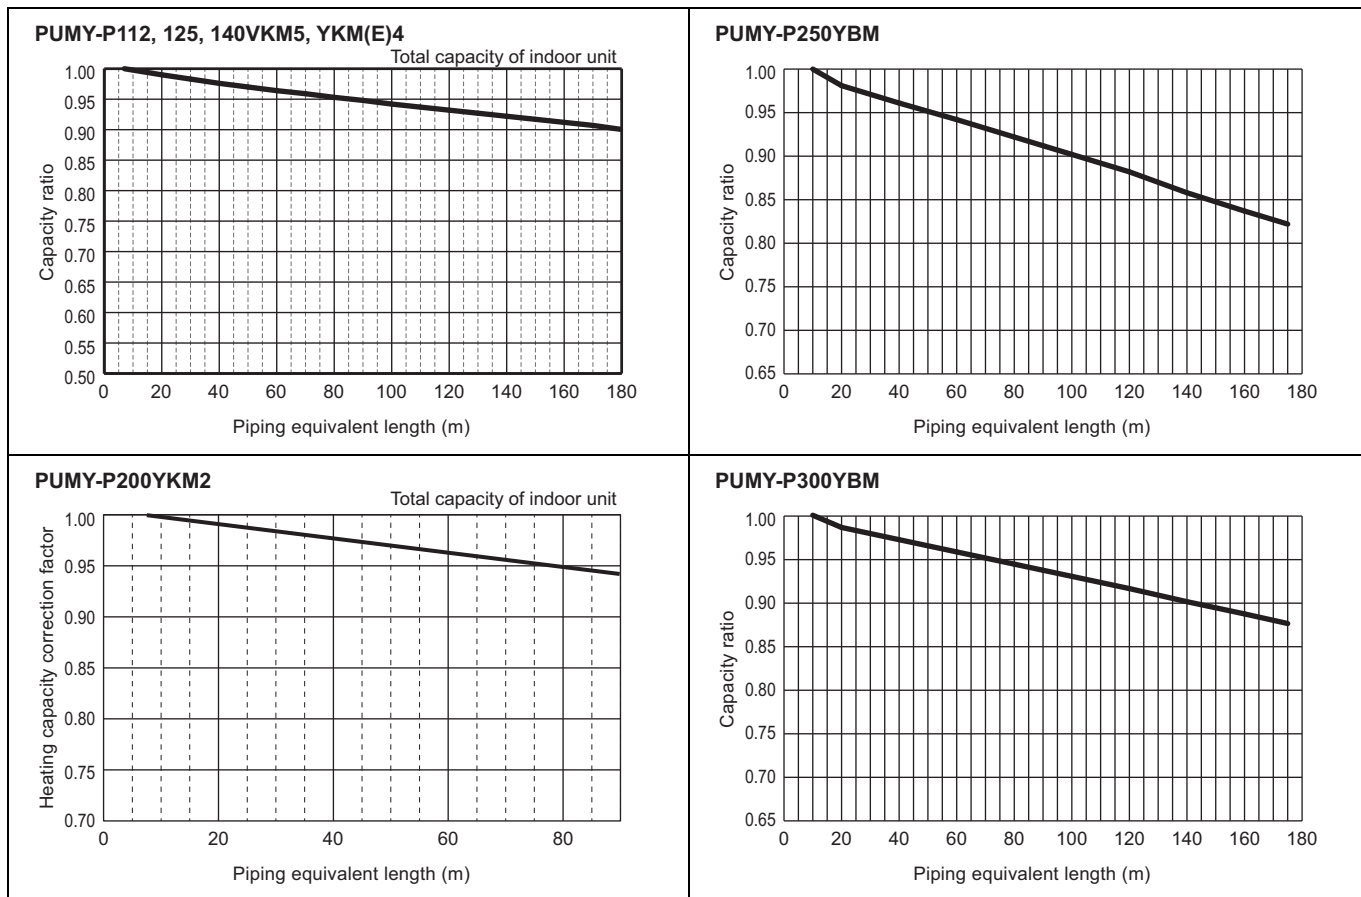 PUMY-P112, 125, 140VKM5, YKM(E)4
Total capacity of indoor unit
Capacity ratio
1.00
0.95
0.90
0.85
0.80
0.75
0.70
0.65
0.60
0.55
0.50
0 20 40 60 80 100 120 140 160 180
Piping equivalent length (m)
PUMY-P250YBM
Capacity ratio
1.00
0.95
0.90
0.85
0.80
0.75
0.70
0.65
0 20 40 60 80 100 120 140 160 180
Piping equivalent length (m)
PUMY-P200YKM2
Total capacity of indoor unit
Heating capacity correction factor
1.00
0.95
0.90
0.85
0.80
0.75
0.70
0 20 40 60 80
Piping equivalent length (m)
PUMY-P300YBM
Capacity ratio
1.00
0.95
0.90
0.85
0.80
0.75
0.70
0.65
0 20 40 60 80 100 120 140 160 180
Piping equivalent length (m)